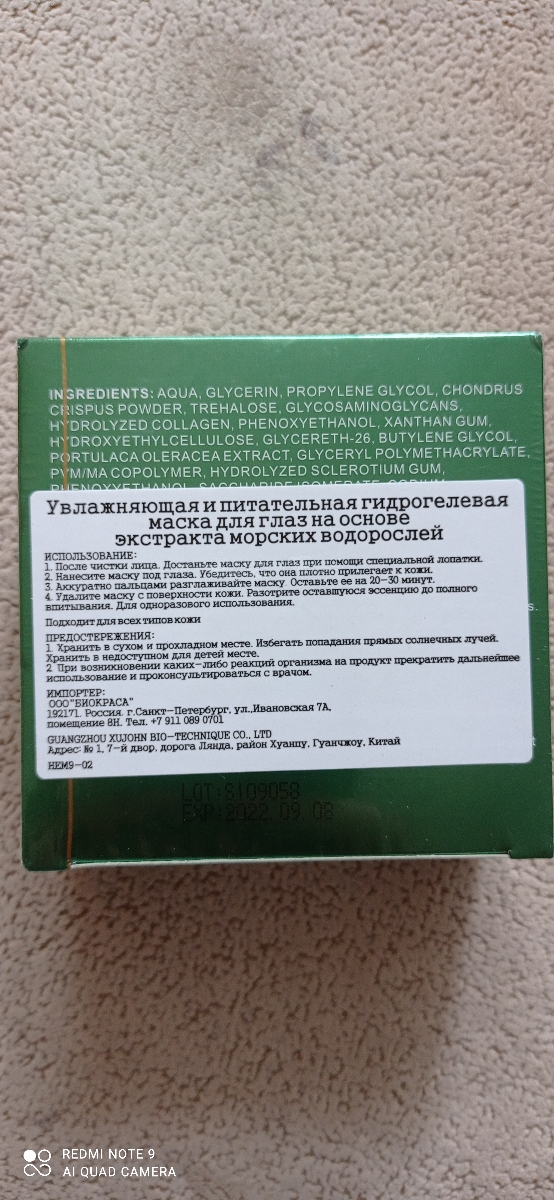 INGREDIENTS: AQUA, GLYCERIN, PROPYLENE GLYCOL, CHONDRUS
CRISPUS POWDER, TREHALOSE, GLYCOSAMINOGLYCANS,
HYDROLYZED COLLAGEN, PHENOXYETHANOL, XANTHAN GUM,
HYDROXYETHYLCELLULOSE, GLYCERETH-26, BUTYLENE GLYCOL,
PORTULACA OLERACEA EXTRACT, GLYCERYL POLYMETHACRYLATE,
PVM/MA COPOLYMER, HYDROLYZED SCLEROTIUM GUM,
PHENOXYETHANOL, SACCHARIDE ISOMERATE, SODIUM
Увлажняющая и питательная гидрогелевая
маска для глаз на основе
экстракта морских водорослей
ИСПОЛЬЗОВАНИЕ:
1. После чистки лица. Достаньте маску для глаз при помощи специальной лопатки.
2. Нанесите маску под глаза. Убедитесь, что она плотно прилегает к кожи.
3. Аккуратно пальцами разглаживайте маску. Оставьте ее на 20-30 минут.
4. Удалите маску с поверхности кожи. Разотрите оставшуюся эссенцию до полного
впитывания. Для одноразового использования.
Подходит для всех типов кожи
ПРЕДОСТЕРЕЖЕНИЯ:
1. Хранить в сухом и прохладном месте. Избегать попадания прямых солнечных лучей.
Хранить в недоступном для детей месте.
2. При возникновении каких-либо реакций организма на продукт прекратить дальнейшее
использование и проконсультироваться с врачом.
ИМПОРТЕР:
ООО"БИОКРАСА"
192171. Россия. г.Санкт-Петербург, ул.,Ивановская 7А,
помещение 8Н. Тел. +7 911 089 0701
GUANGZHOU XUJOHN BIO-TECHNIQUE CO., LTD
Адрес: № 1, 7-й двор, дорога Лянда, район Хуанпу, Гуанчжоу, Китай
HEM9-02
LOT:SI09058
EXP:2022.09.08
REDMI NOTE 9
AI QUAD CAMERA